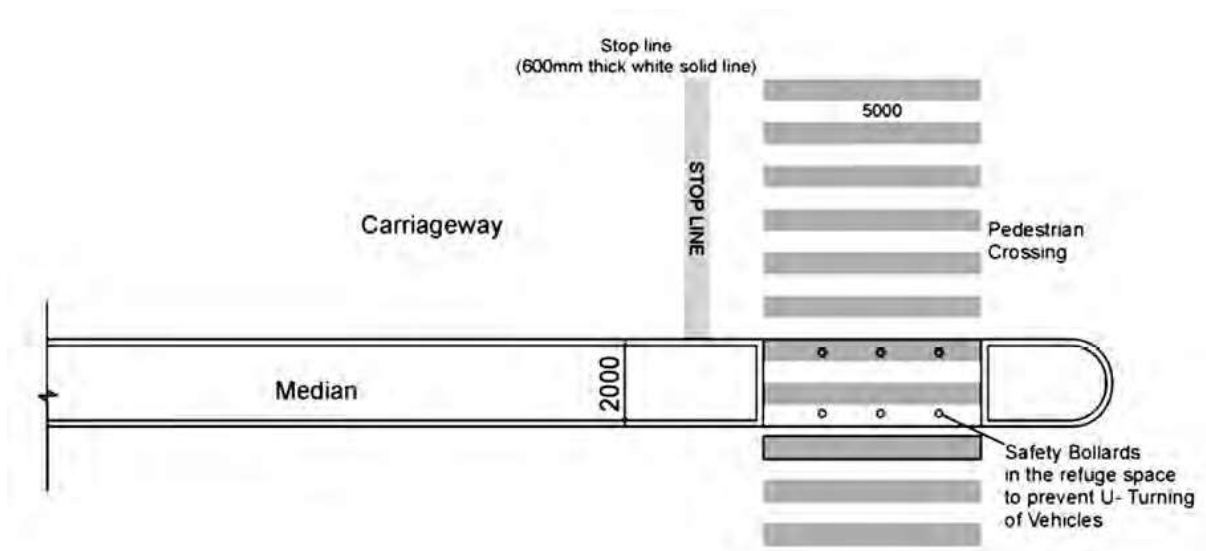 Stop line
(600mm thick white solid line)
5000
STOP LINE
Carriageway
Pedestrian
Crossing
Median
2000
Safety Bollards
in the refuge space
to prevent U- Turning
of Vehicles